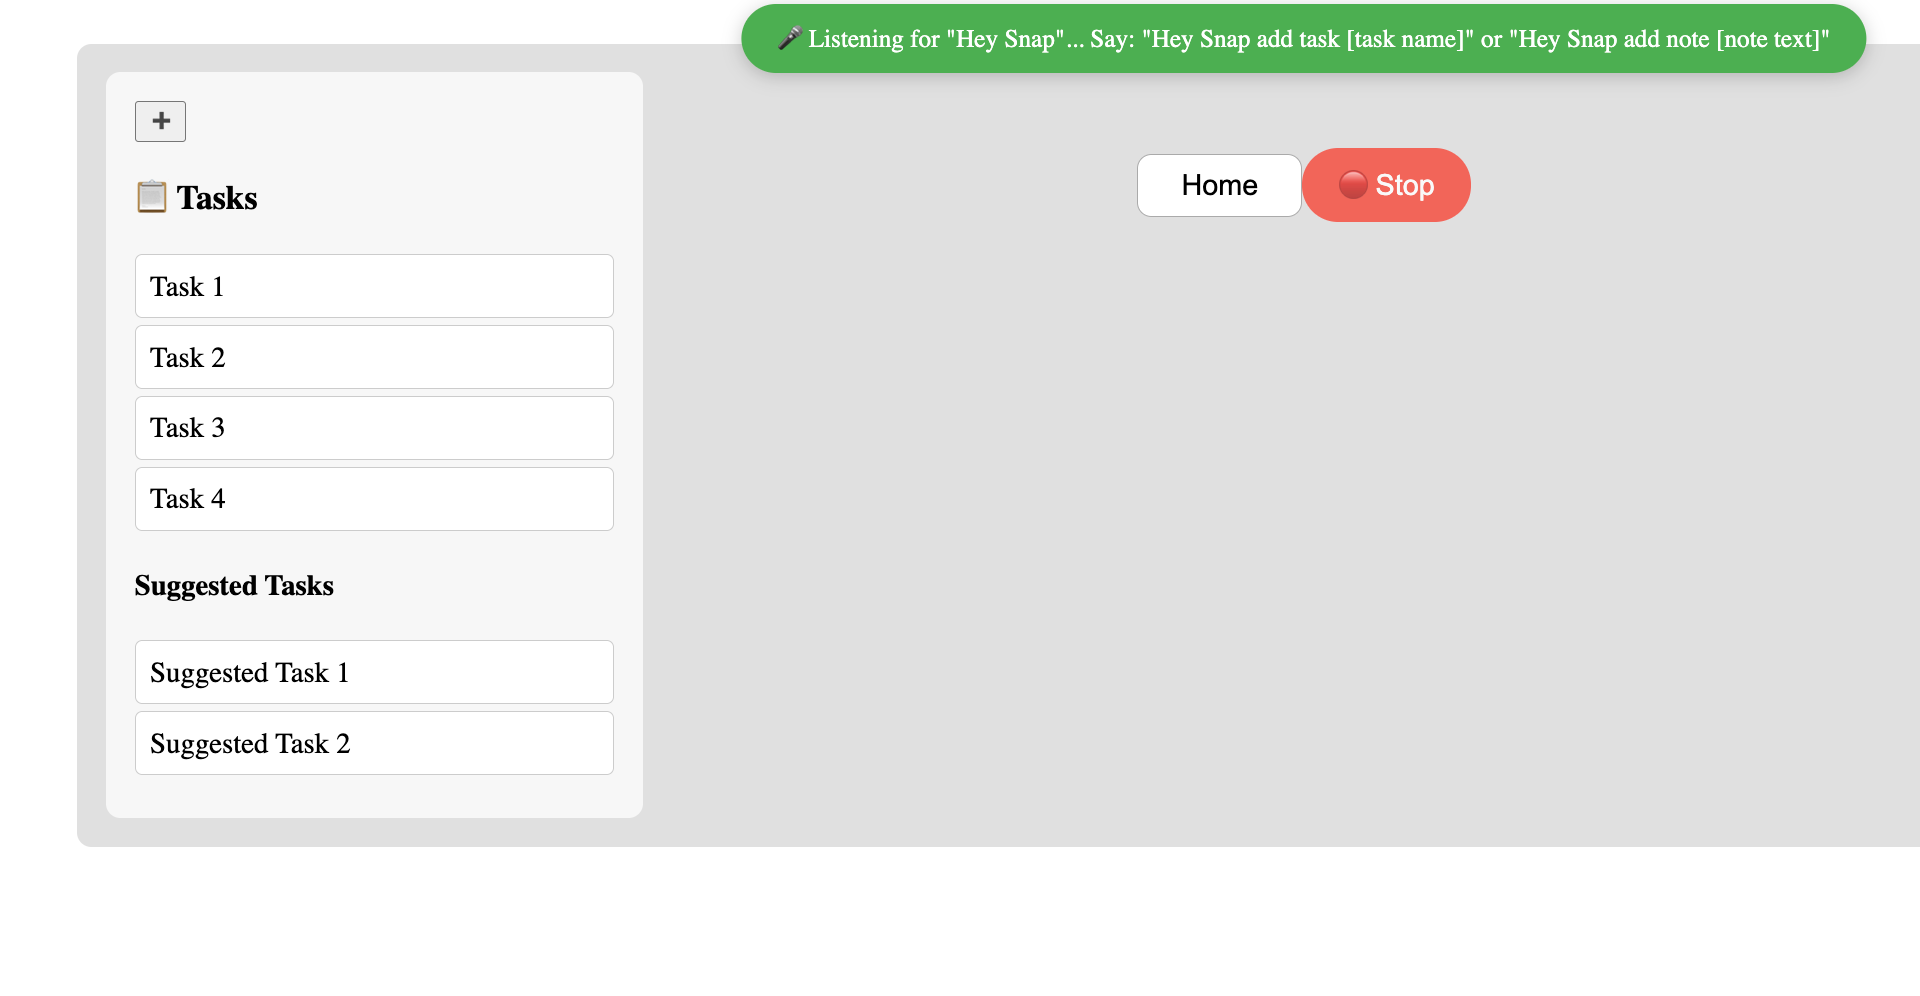 🎤 Listening for "Hey Snap"... Say: "Hey Snap add task [task name]" or "Hey Snap add note [note text]"
➕
📋 Tasks
Task 1
Task 2
Task 3
Task 4
Suggested Tasks
Suggested Task 1
Suggested Task 2
Home
🔴 Stop